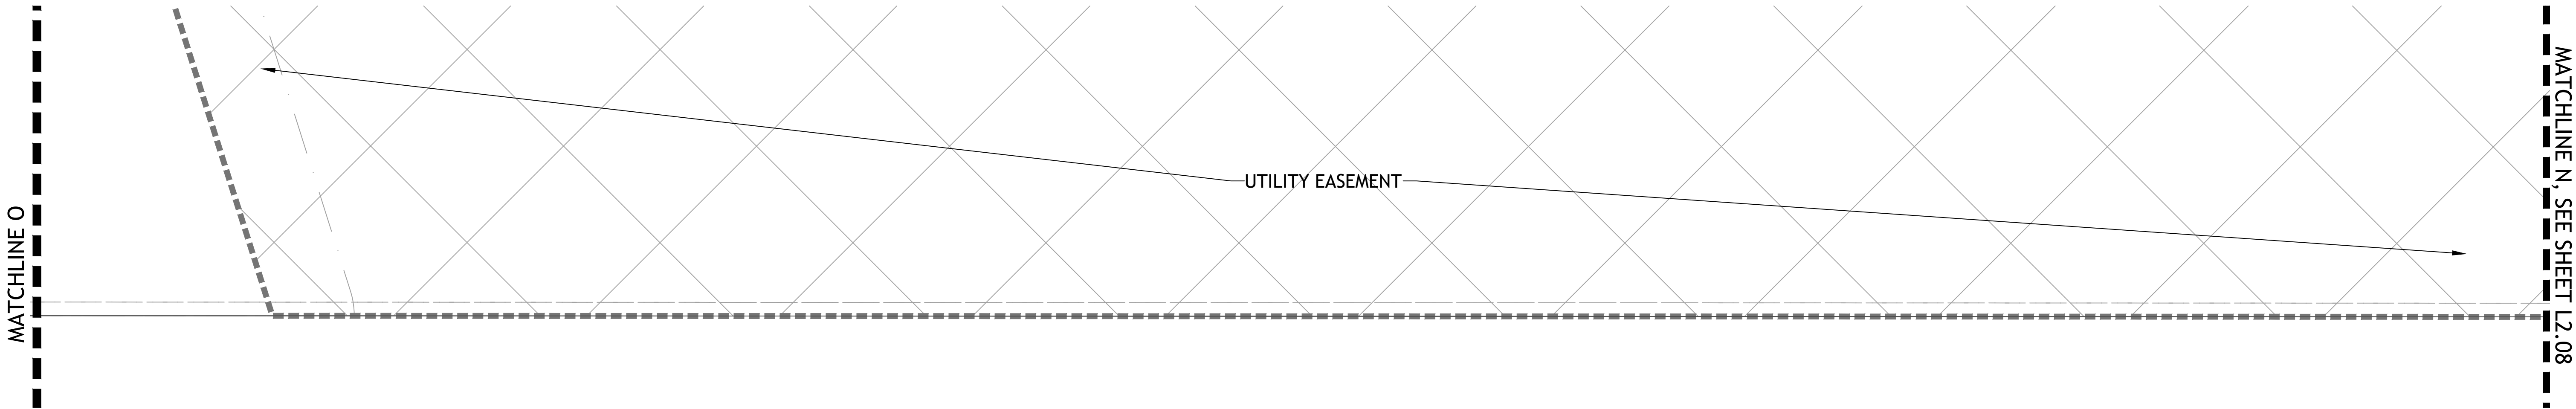 MATCHLINE O
UTILITY EASEMENT
MATCHLINE N, SEE SHEET L2.08